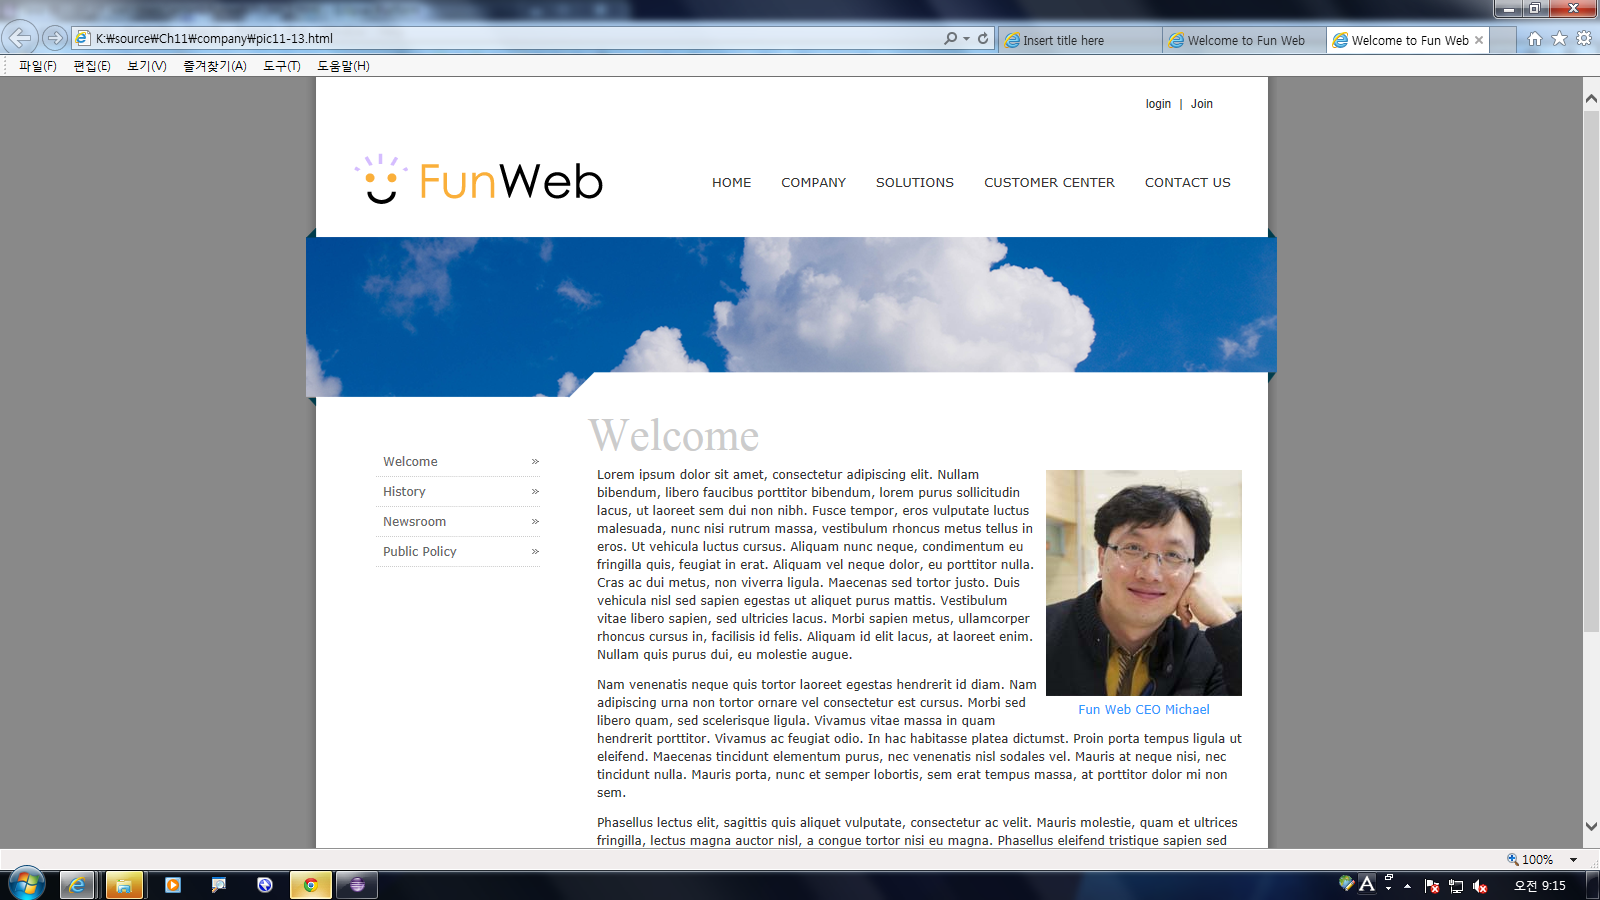 K:\source\Ch11\company\pic11-13.html
Insert title here
Welcome to Fun Web
Welcome to Fun Web
파일(F) 편집(E) 보기(V) 즐겨찾기(A) 도구(T) 도움말(H)
login | Join
FunWeb
HOME COMPANY SOLUTIONS CUSTOMER CENTER CONTACT US
Welcome
Welcome »
History »
Newsroom »
Public Policy »
Lorem ipsum dolor sit amet, consectetur adipiscing elit. Nullam
bibendum, libero faucibus porttitor bibendum, lorem purus sollicitudin
lacus, ut laoreet sem dui non nibh. Fusce tempor, eros vulputate luctus
malesuada, nunc nisi rutrum massa, vestibulum rhoncus metus tellus in
eros. Ut vehicula luctus cursus. Aliquam nunc neque, condimentum eu
fringilla quis, feugiat in erat. Aliquam vel neque dolor, eu porttitor nulla.
Cras ac dui metus, non viverra ligula. Maecenas sed tortor justo. Duis
vehicula nisl sed sapien egestas ut aliquet purus mattis. Vestibulum
vitae libero sapien, sed ultricies lacus. Morbi sapien metus, ullamcorper
rhoncus cursus in, facilisis id felis. Aliquam id elit lacus, at laoreet enim.
Nullam quis purus dui, eu molestie augue.
Fun Web CEO Michael
Nam venenatis neque quis tortor laoreet egestas hendrerit id diam. Nam
adipiscing urna non tortor ornare vel consectetur est cursus. Morbi sed
libero quam, sed scelerisque ligula. Vivamus vitae massa in quam
hendrerit porttitor. Vivamus ac feugiat odio. In hac habitasse platea dictumst. Proin porta tempus ligula ut
eleifend. Maecenas tincidunt elementum purus, nec venenatis nisl sodales vel. Mauris at neque nisi, nec
tincidunt nulla. Mauris porta, nunc et semper lobortis, sem erat tempus massa, at porttitor dolor mi non
sem.
Phasellus lectus elit, sagittis quis aliquet vulputate, consectetur ac velit. Mauris molestie, quam et ultrices
fringilla, lectus magna auctor nisl, a congue tortor nisi eu magna. Phasellus eleifend tristique sapien sed
100%
A
오전 9:15